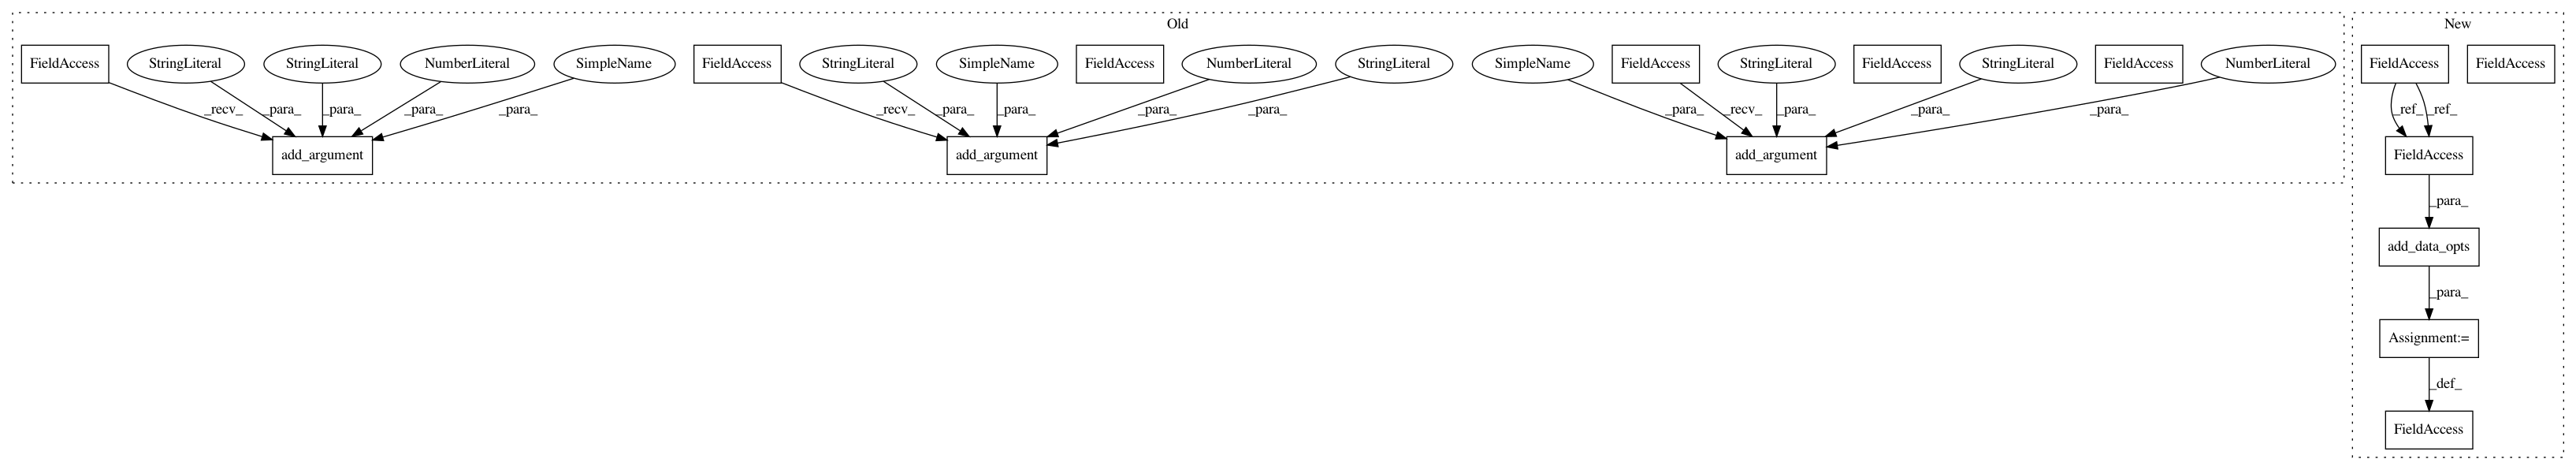 Old
New
FieldAccess StringLiteral StringLiteral NumberLiteral SimpleName FieldAccess StringLiteral SimpleName FieldAccess NumberLiteral StringLiteral SimpleName FieldAccess StringLiteral FieldAccess StringLiteral FieldAccess NumberLiteral FieldAccess FieldAccess
_recv_ _para_ _para_ _para_ _para_ _recv_ _para_ _para_ _para_ _para_ _para_ _recv_ _para_ _para_ _para_ _ref_ _ref_
add_argument add_argument add_argument FieldAccess
_para_
add_data_opts
_para_
Assignment:=
_def_
FieldAccess